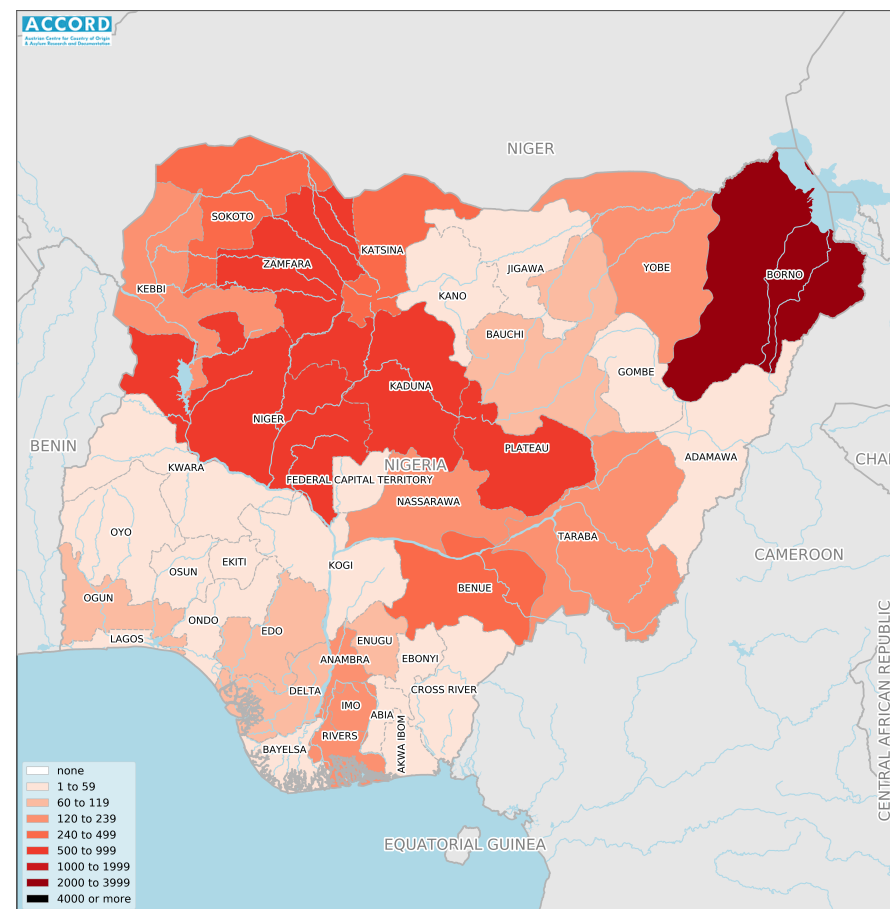 ACCORD
Austrian Centre for Country of Origin
& Asylum Research and Documentation
NIGER
SOKOTO
KATSINA
ZAMFARA
JIGAWA
YOBE
BORNO
KEBBI
KANO
BAUCHI
GOMBE
KADUNA
NIGER
BENIN
PLATEAU
ADAMAWA
CHAD
KWARA
NIGERIA
FEDERAL CAPITAL TERRITORY
NASSARAWA
OYO
TARABA
CAMEROON
EKITI
KOGI
OSUN
BENUE
OGUN
ONDO
EDO
LAGOS
ENUGU
ANAMBRA
EBONYI
DELTA
CROSS RIVER
IMO
ABIA
RIVERS
AKWA IBOM
BAYELSA
CENTRAL AFRICAN REPUBLIC
EQUATORIAL GUINEA
none
1 to 59
60 to 119
120 to 239
240 to 499
500 to 999
1000 to 1999
2000 to 3999
4000 or more